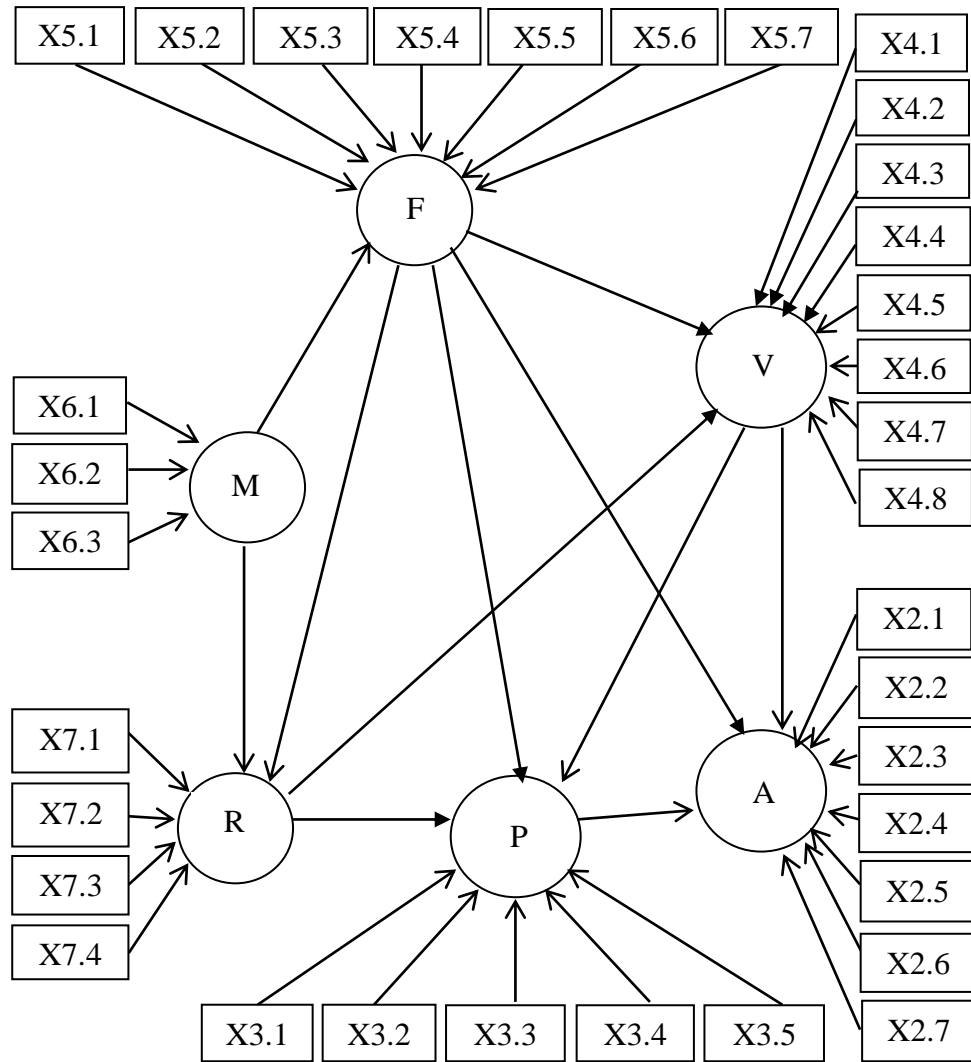 X5.1 X5.2 X5.3 X5.4 X5.5 X5.6 X5.7
X4.1
X4.2
X4.3
X4.4
X4.5
X4.6
X4.7
X4.8
F
V
X6.1
X6.2
X6.3
M
X2.1
X2.2
X2.3
X2.4
X2.5
X2.6
X2.7
X7.1
X7.2
X7.3
X7.4
R
P
A
X3.1 X3.2 X3.3 X3.4 X3.5